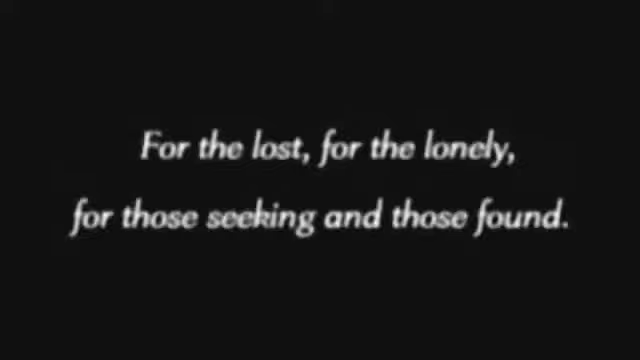 For the lost, for the lonely,
for those seeking and those found.